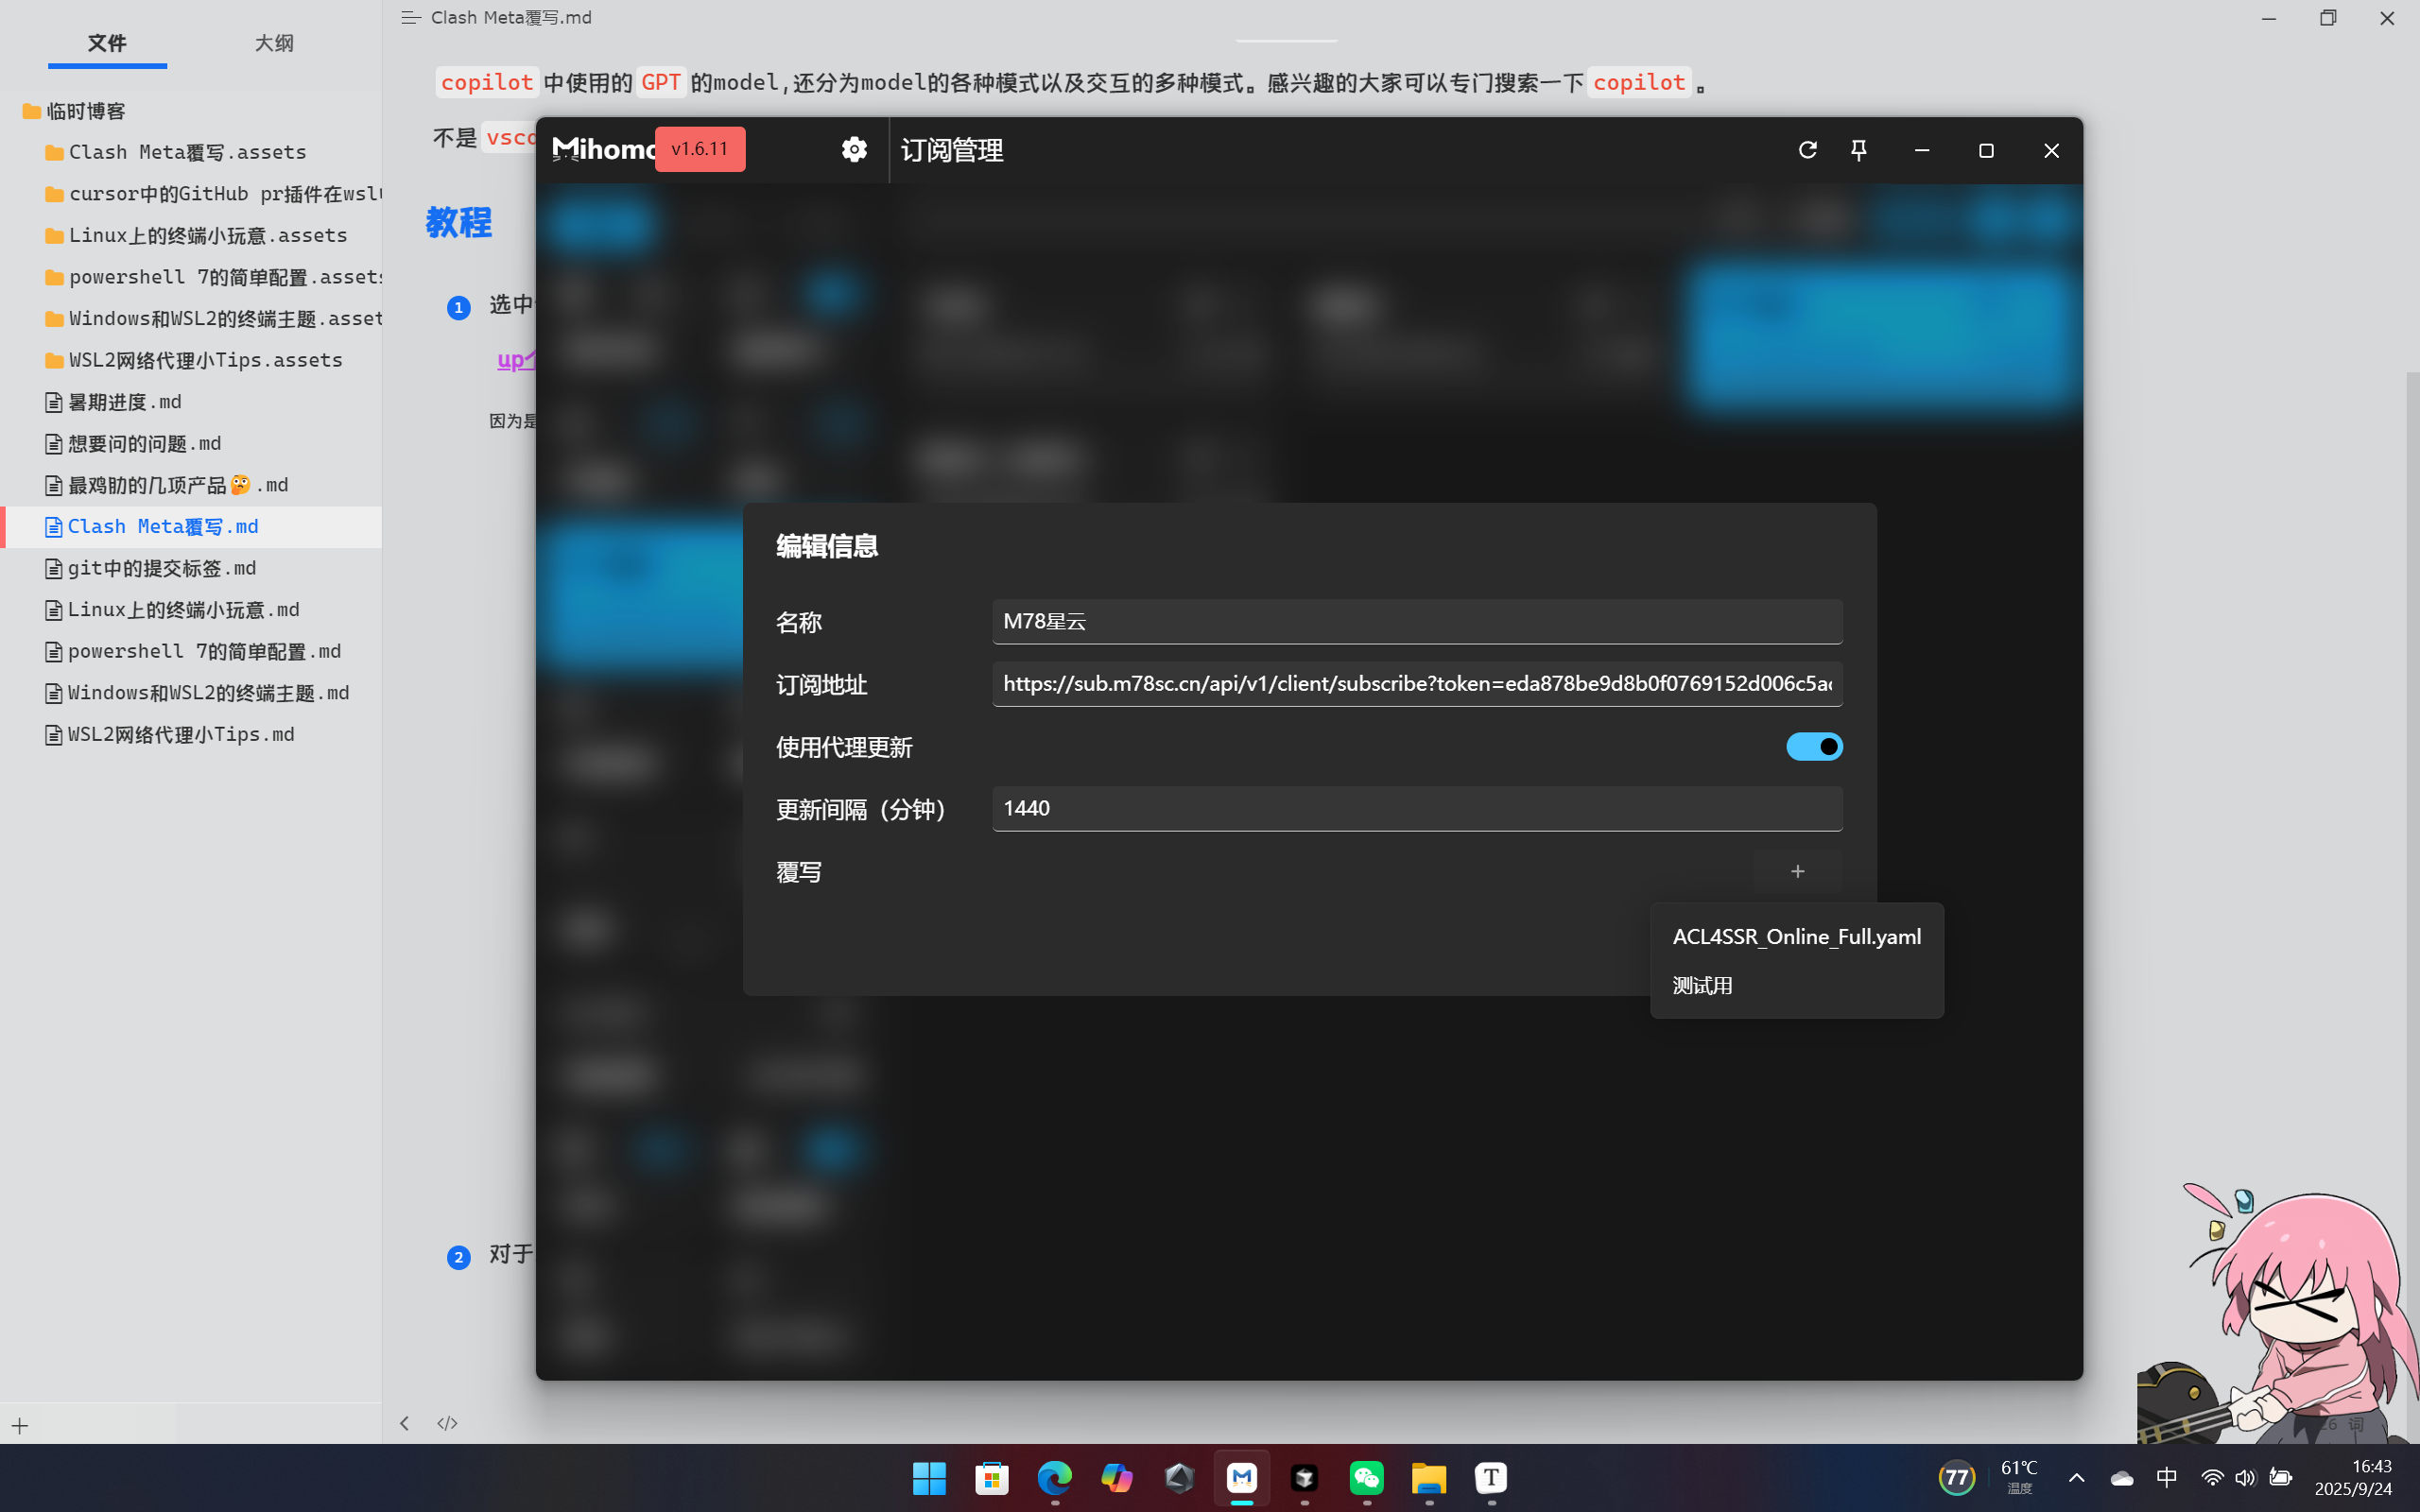 文件
大纲
临时博客
Clash Meta覆写.assets
cursor中的GitHub pr插件在wsl
Linux上的终端小玩意.assets
powershell 7的简单配置.assets
Windows和WSL2的终端主题.asset
WSL2网络代理小Tips.assets
暑期进度.md
想要问的问题.md
最鸡肋的几项产品🤔.md
Clash Meta覆写.md
git中的提交标签.md
Linux上的终端小玩意.md
powershell 7的简单配置.md
Windows和WSL2的终端主题.md
WSL2网络代理小Tips.md
Clash Meta覆写.md
copilot 中使用的 GPT 的model,还分为model的各种模式以及交互的多种模式。感兴趣的大家可以专门搜索一下 copilot 。
不是 vsco
教程
1 选中
up个
因为是
2 对于
Mihomo
v1.6.11
订阅管理
编辑信息
名称
M78星云
订阅地址
https://sub.m78sc.cn/api/v1/client/subscribe?token=eda878be9d8b0f0769152d006c5a
使用代理更新
更新间隔（分钟）
1440
覆写
+
ACL4SSR_Online_Full.yaml
测试用
</>
词
77
61℃
温度
中
16:43
2025/9/24